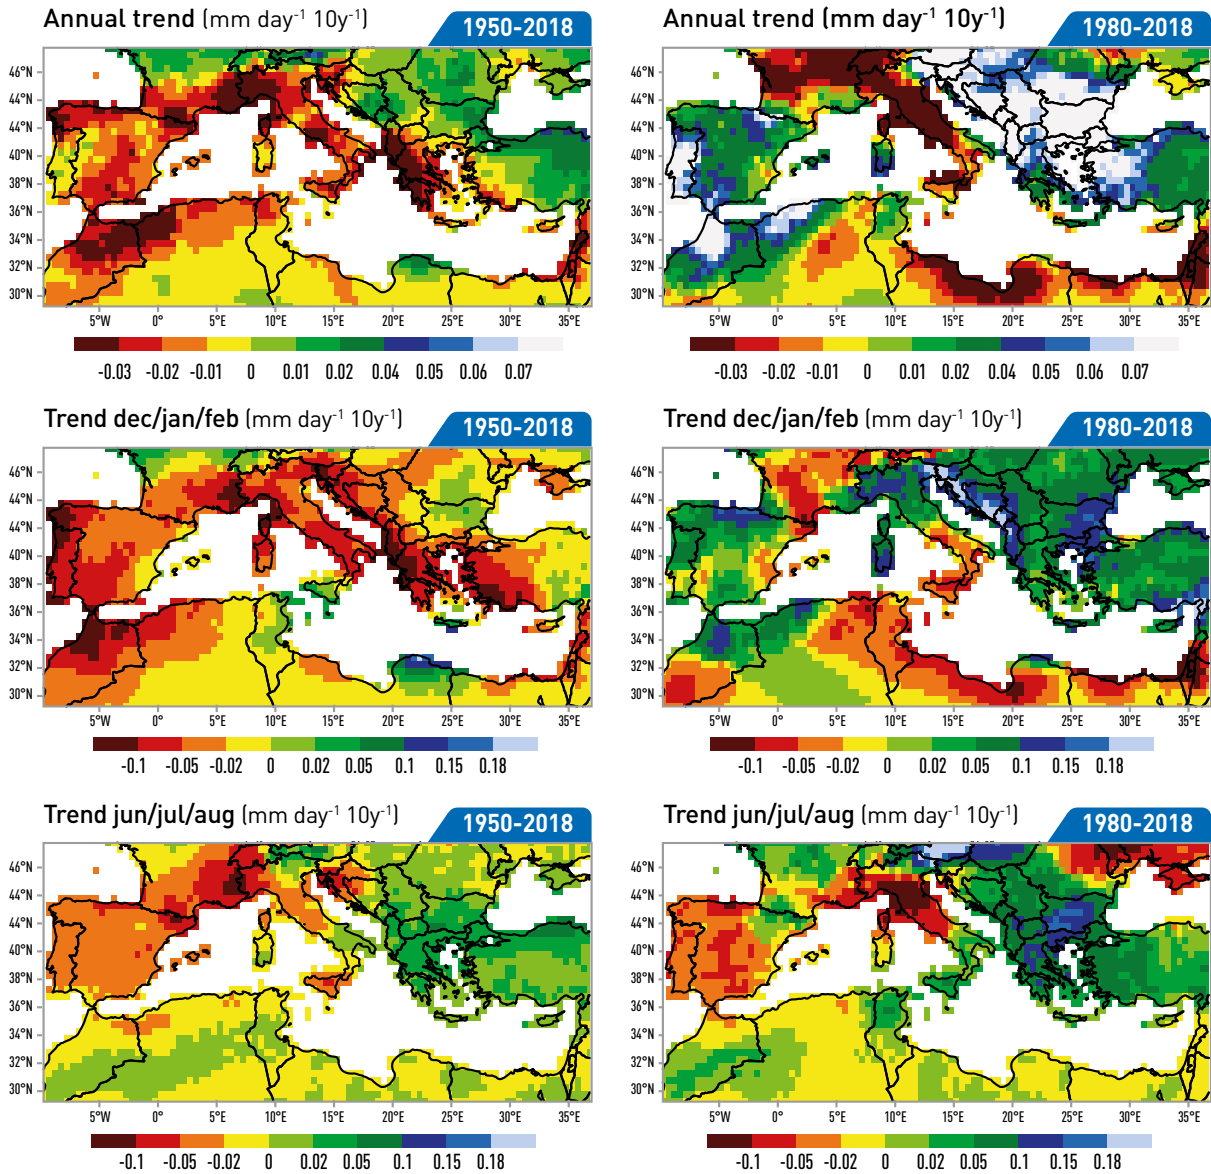 Annual trend (mm day⁻¹ 10y⁻¹) 1950-2018
46°N
44°N
42°N
40°N
38°N
36°N
34°N
32°N
30°N
5°W 0° 5°E 10°E 15°E 20°E 25°E 30°E 35°E
-0.03 -0.02 -0.01 0 0.01 0.02 0.04 0.05 0.06 0.07
Annual trend (mm day⁻¹ 10y⁻¹) 1980-2018
46°N
44°N
42°N
40°N
38°N
36°N
34°N
32°N
30°N
5°W 0° 5°E 10°E 15°E 20°E 25°E 30°E 35°E
-0.03 -0.02 -0.01 0 0.01 0.02 0.04 0.05 0.06 0.07
Trend dec/jan/feb (mm day⁻¹ 10y⁻¹) 1950-2018
46°N
44°N
42°N
40°N
38°N
36°N
34°N
32°N
30°N
5°W 0° 5°E 10°E 15°E 20°E 25°E 30°E 35°E
-0.1 -0.05 -0.02 0 0.02 0.05 0.1 0.15 0.18
Trend dec/jan/feb (mm day⁻¹ 10y⁻¹) 1980-2018
46°N
44°N
42°N
40°N
38°N
36°N
34°N
32°N
30°N
5°W 0° 5°E 10°E 15°E 20°E 25°E 30°E 35°E
-0.1 -0.05 -0.02 0 0.02 0.05 0.1 0.15 0.18
Trend jun/jul/aug (mm day⁻¹ 10y⁻¹) 1950-2018
46°N
44°N
42°N
40°N
38°N
36°N
34°N
32°N
30°N
5°W 0° 5°E 10°E 15°E 20°E 25°E 30°E 35°E
-0.1 -0.05 -0.02 0 0.02 0.05 0.1 0.15 0.18
Trend jun/jul/aug (mm day⁻¹ 10y⁻¹) 1980-2018
46°N
44°N
42°N
40°N
38°N
36°N
34°N
32°N
30°N
5°W 0° 5°E 10°E 15°E 20°E 25°E 30°E 35°E
-0.1 -0.05 -0.02 0 0.02 0.05 0.1 0.15 0.18